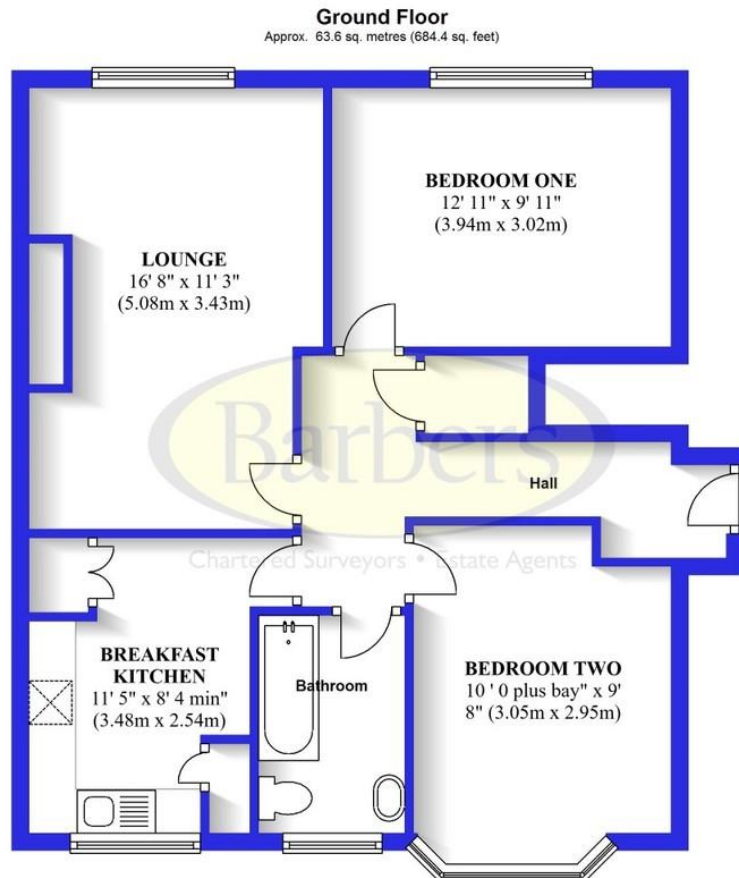 Ground Floor
Approx. 63.6 sq. metres (684.4 sq. feet)
BEDROOM ONE
12' 11" x 9' 11"
(3.94m x 3.02m)
LOUNGE
16' 8" x 11' 3"
(5.08m x 3.43m)
Barbers
Hall
Chartered Surveyors • Estate Agents
BREAKFAST
KITCHEN
11' 5" x 8' 4 min"
(3.48m x 2.54m)
Bathroom
BEDROOM TWO
10 ' 0 plus bay" x 9'
8" (3.05m x 2.95m)